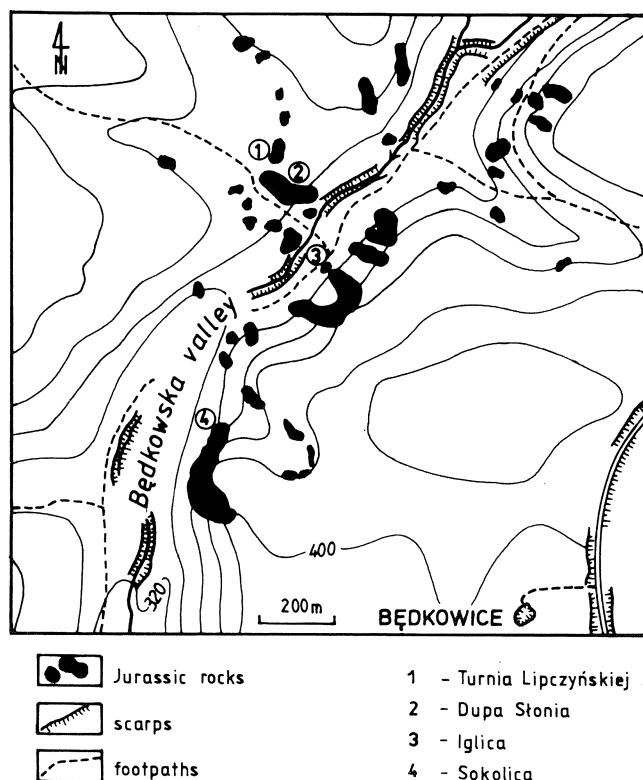 N
1
2
3
Będkowska valley
4
400
320
200m
BĘDKOWICE
Jurassic rocks
scarps
footpaths
1 - Turnia Lipczyńskiej
2 - Dupa Słonia
3 - Iglica
4 - Sokolica